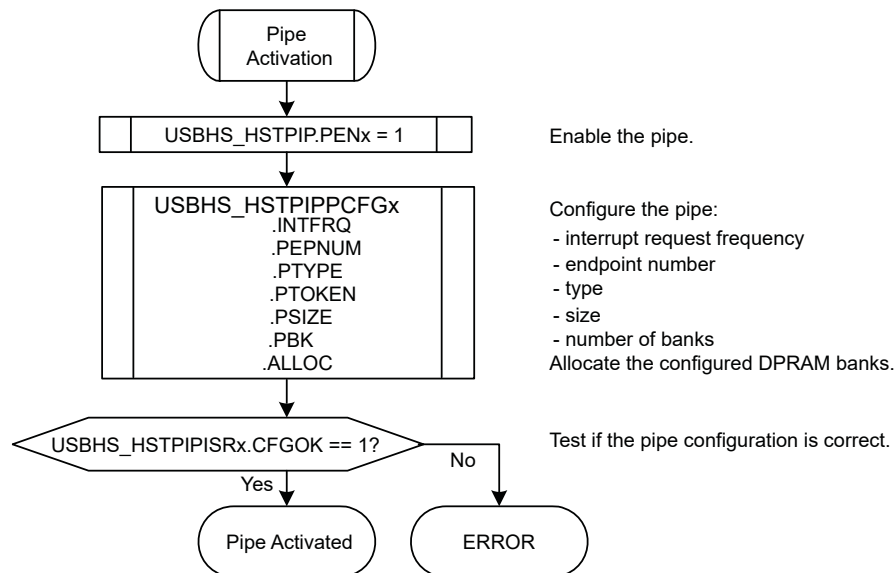 Pipe
Activation
USBHS_HSTPIP.PENx = 1
Enable the pipe.
USBHS_HSTPIPPCFGx
.INTFRQ
.PEPNUM
.PTYPE
.PTOKEN
.PSIZE
.PBK
.ALLOC
Configure the pipe:
- interrupt request frequency
- endpoint number
- type
- size
- number of banks
Allocate the configured DPRAM banks.
USBHS_HSTPIPISRx.CFGOK == 1?
Test if the pipe configuration is correct.
No
Yes
Pipe Activated
ERROR